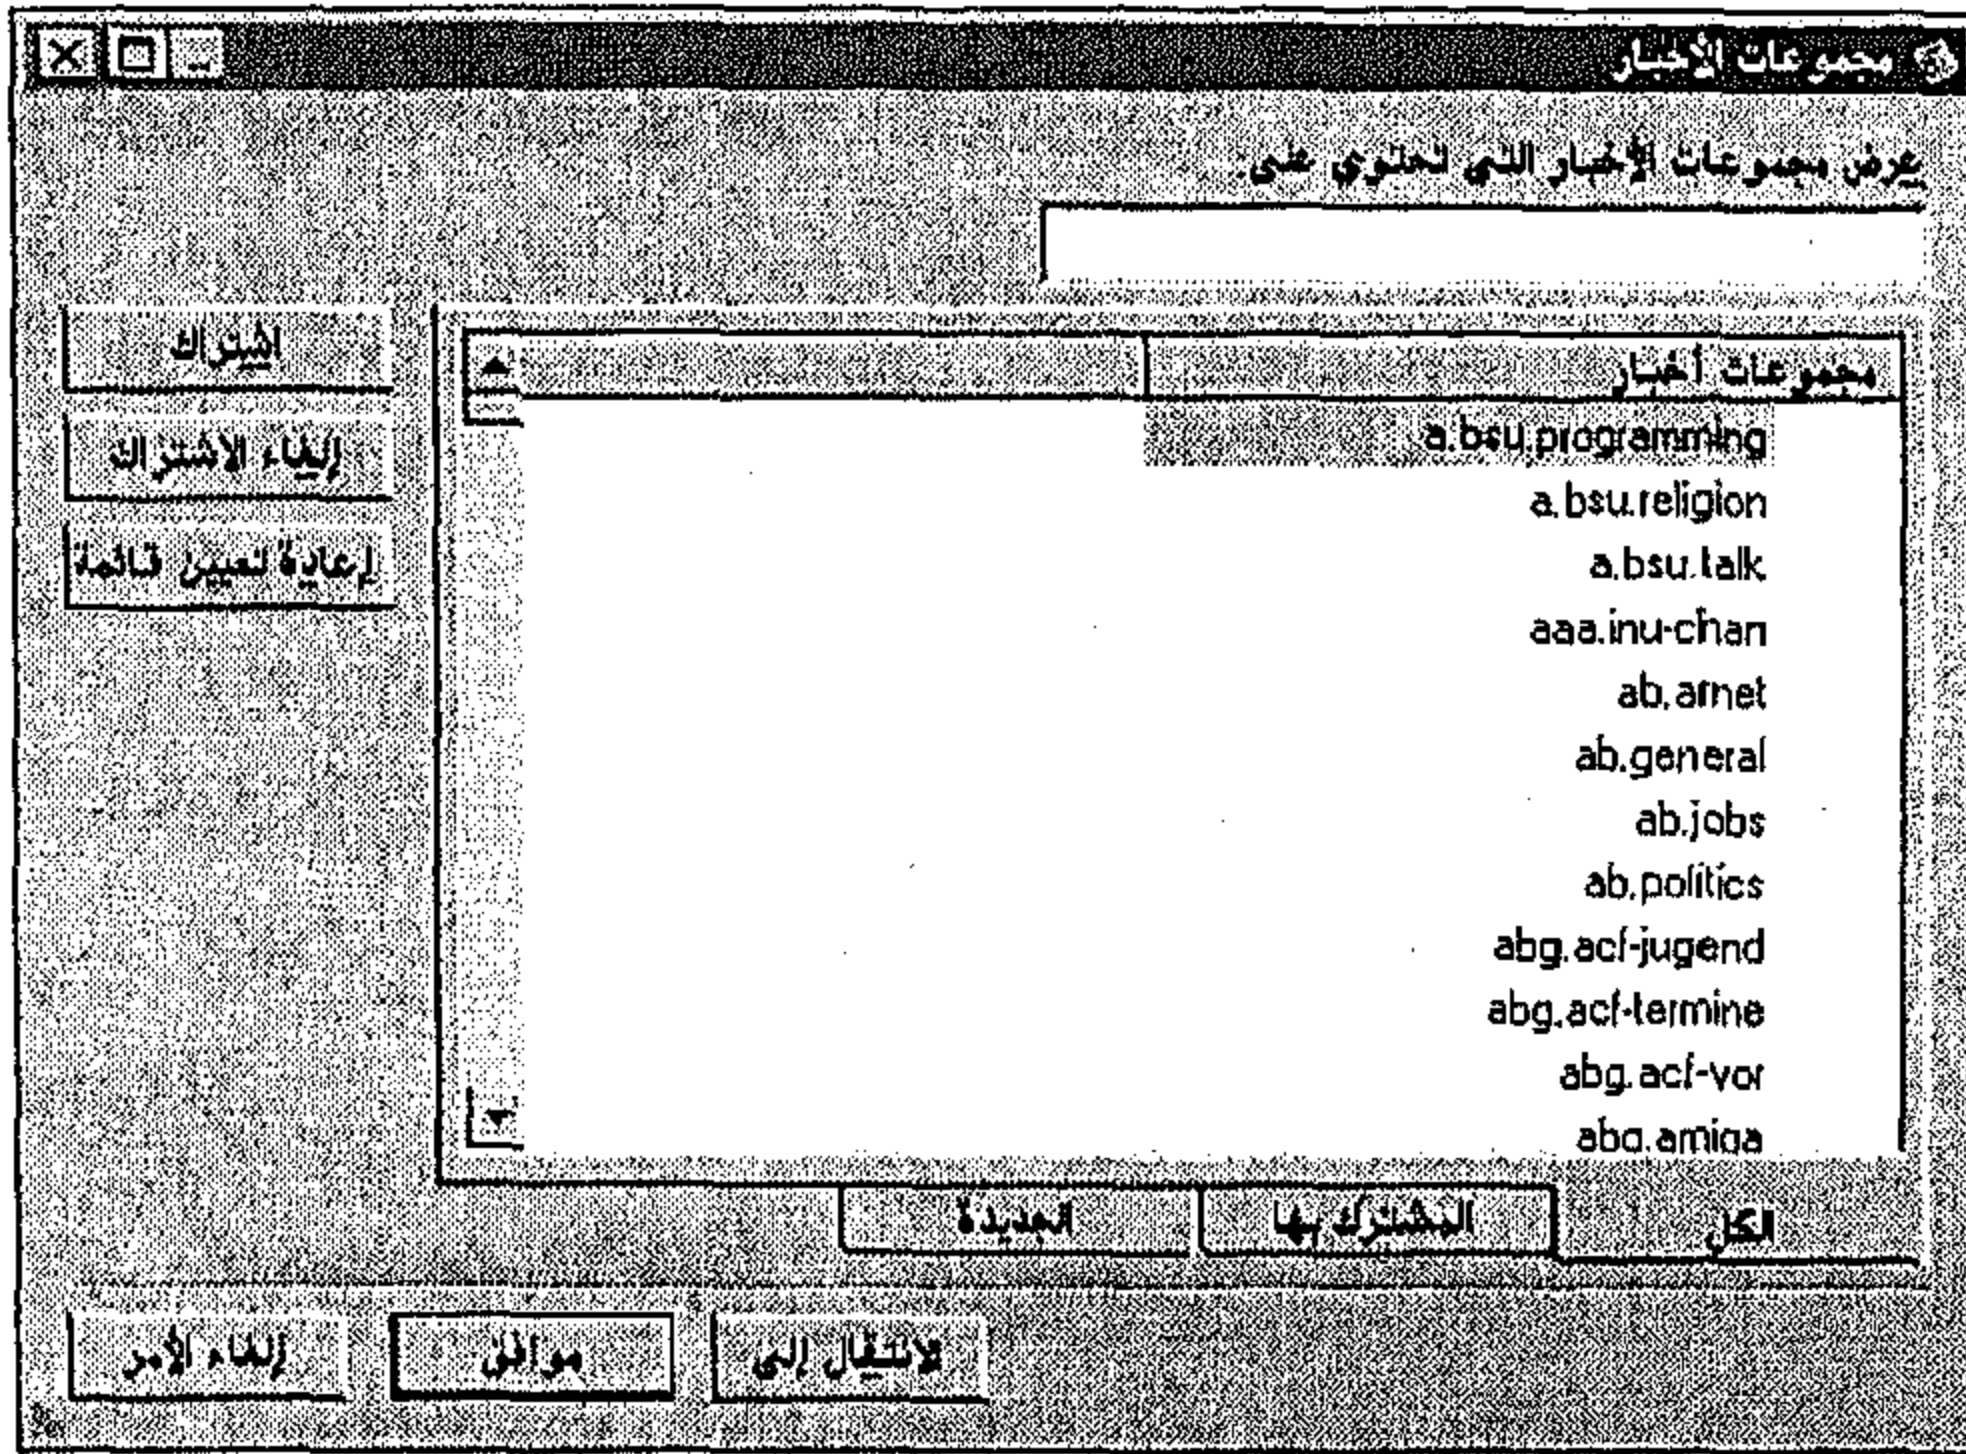 مجموعات الأخبار
عرض مجموعات الأخبار التي تحتوي على:
اشتراك
إلغاء الاشتراك
إعادة تعيين قائمة
مجموعات أخبار
a.bsu.programming
a.bsu.religion
a.bsu.talk
aaa.inu-chan
ab.arnet
ab.general
ab.jobs
ab.politics
abg.acf-jugend
abg.acf-termine
abg.acf-vor
abg.amiga
الكل المشترك بها الجديدة
الانتقال إلى موافق إلغاء الأمر